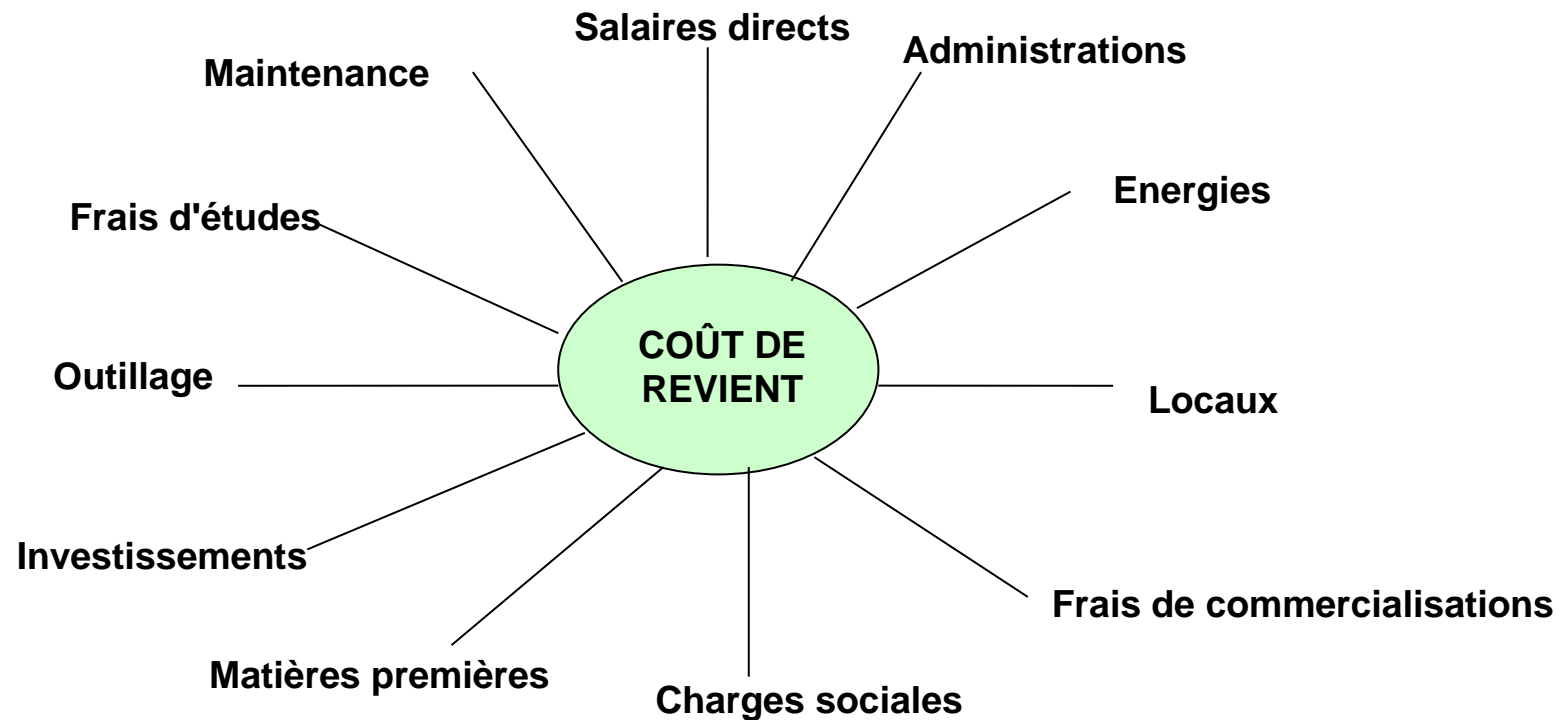 Salaires directs
Administrations
Maintenance
Energies
Frais d'études
COÛT DE
REVIENT
Outillage
Locaux
Investissements
Frais de commercialisations
Matières premières
Charges sociales